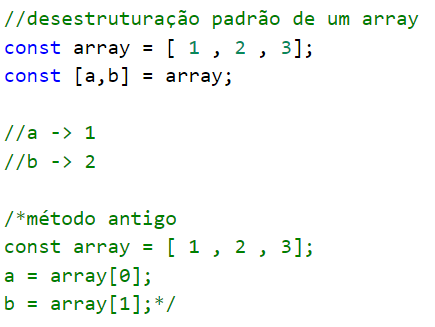 //desestruturação padrão de um array
const array = [ 1 , 2 , 3];
const [a,b] = array;
//a -> 1
//b -> 2
/*método antigo
const array = [ 1 , 2 , 3];
a = array[0];
b = array[1];*/